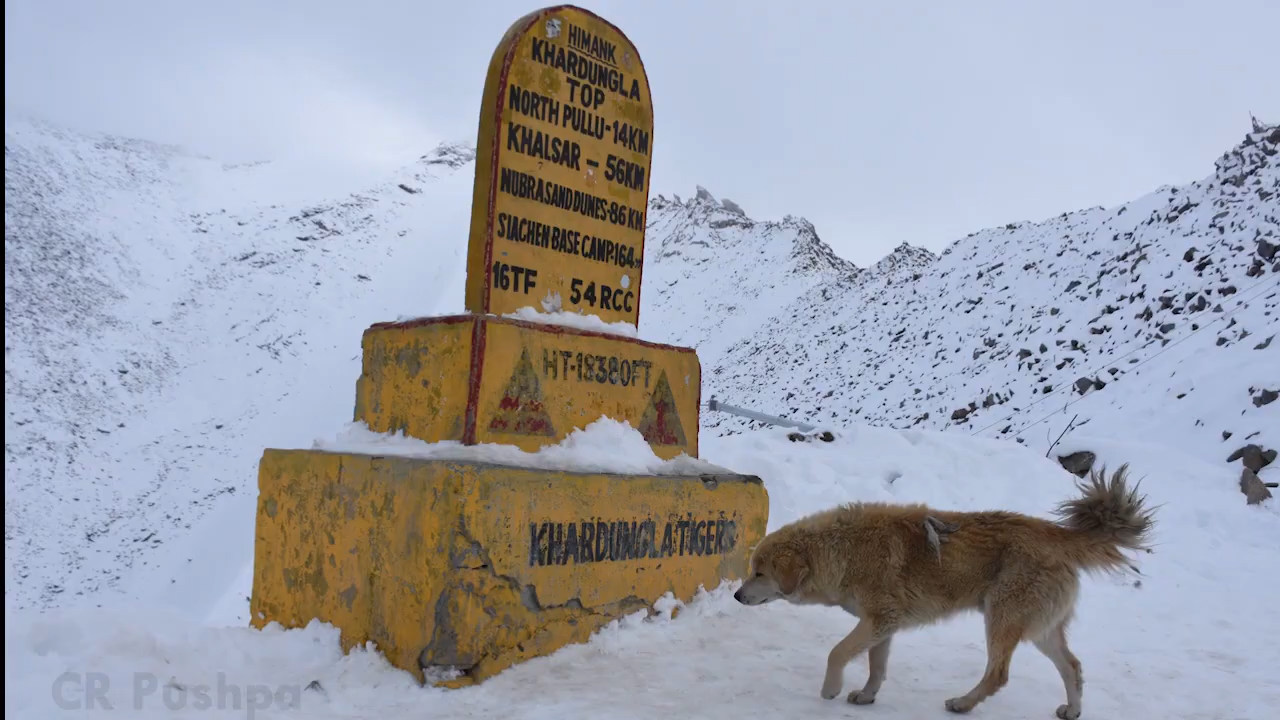 HIMANK
KHARDUNGLA
TOP
NORTH PULLU-14KM
KHALSAR - 56KM
NUBRA SAND DUNES-86 KM
SIACHEN BASE CAMP-164
16TF 54 RCC
HT-18380FT
KHARDUNGLA TIGERS
CR Poshpa